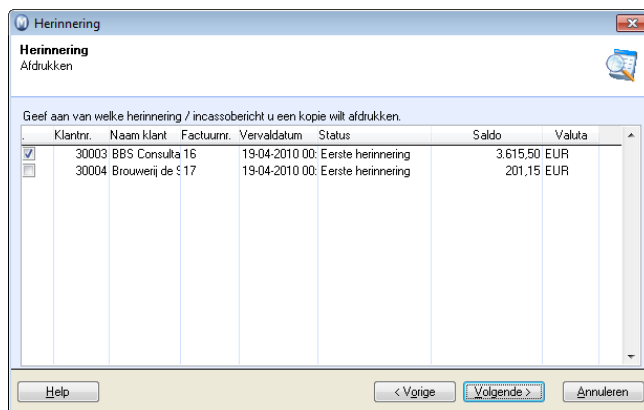 Herinnering
Herinnering
Afdrukken
Geef aan van welke herinnering / incassobericht u een kopie wilt afdrukken.
. Klantnr. Naam klant Factuurnr. Vervaldatum Status Saldo Valuta
30003 BBS Consulta 16 19-04-2010 00: Eerste herinnering 3.615,50 EUR
30004 Brouwerij de S 17 19-04-2010 00: Eerste herinnering 201,15 EUR
Help < Vorige Volgende > Annuleren